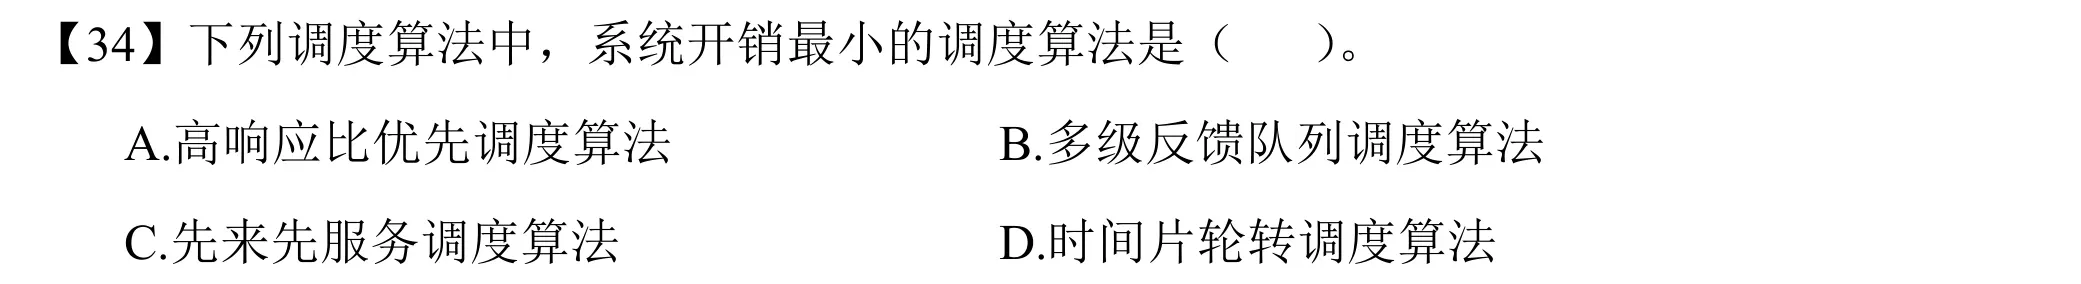 【34】下列调度算法中，系统开销最小的调度算法是（　　）。
A.高响应比优先调度算法　　B.多级反馈队列调度算法
C.先来先服务调度算法　　D.时间片轮转调度算法